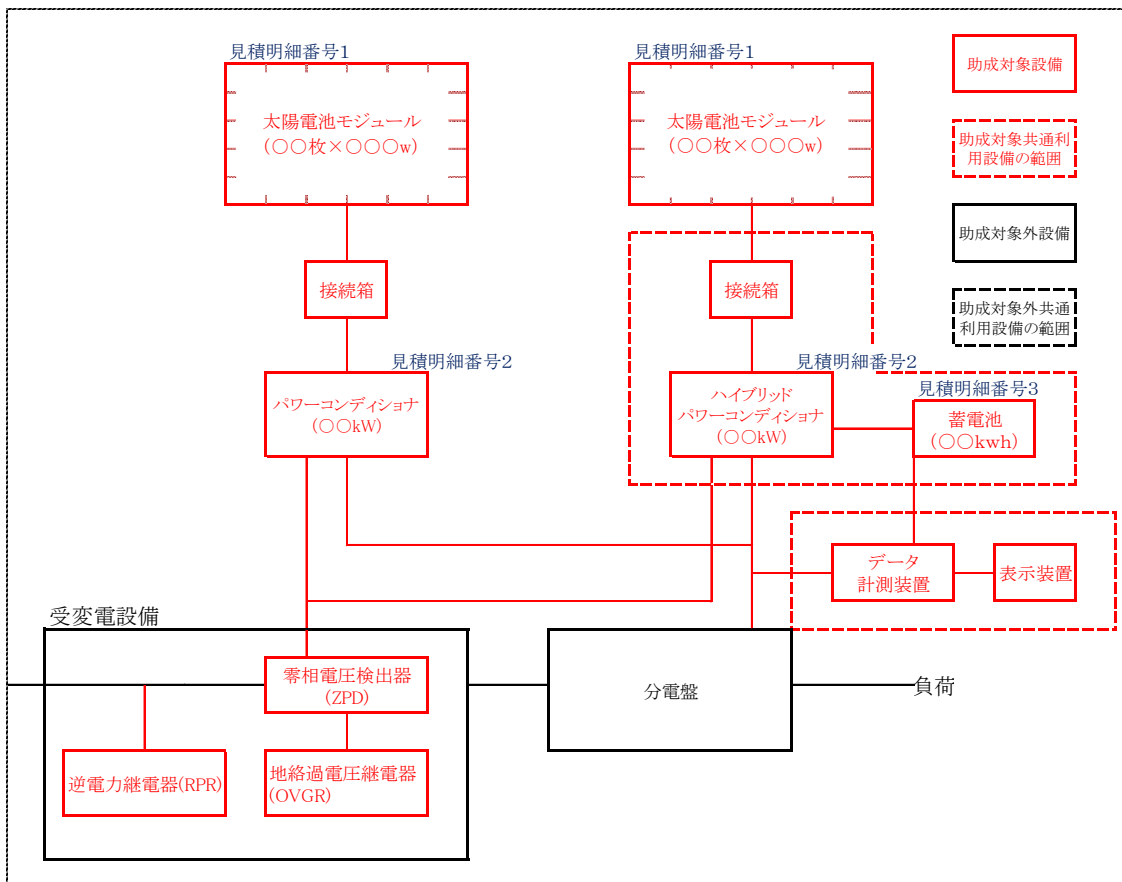 見積明細番号1
見積明細番号1
助成対象設備
太陽電池モジュール
(○○枚×○○○w)
太陽電池モジュール
(○○枚×○○○w)
助成対象共通利
用設備の範囲
助成対象外設備
接続箱
接続箱
助成対象外共通
利用設備の範囲
見積明細番号2
見積明細番号2
見積明細番号3
パワーコンディショナ
(○○kW)
ハイブリッド
パワーコンディショナ
(○○kW)
蓄電池
(○○kwh)
データ
計測装置
表示装置
受変電設備
零相電圧検出器
(ZPD)
分電盤
負荷
逆電力継電器(RPR)
地絡過電圧継電器
(OVGR)